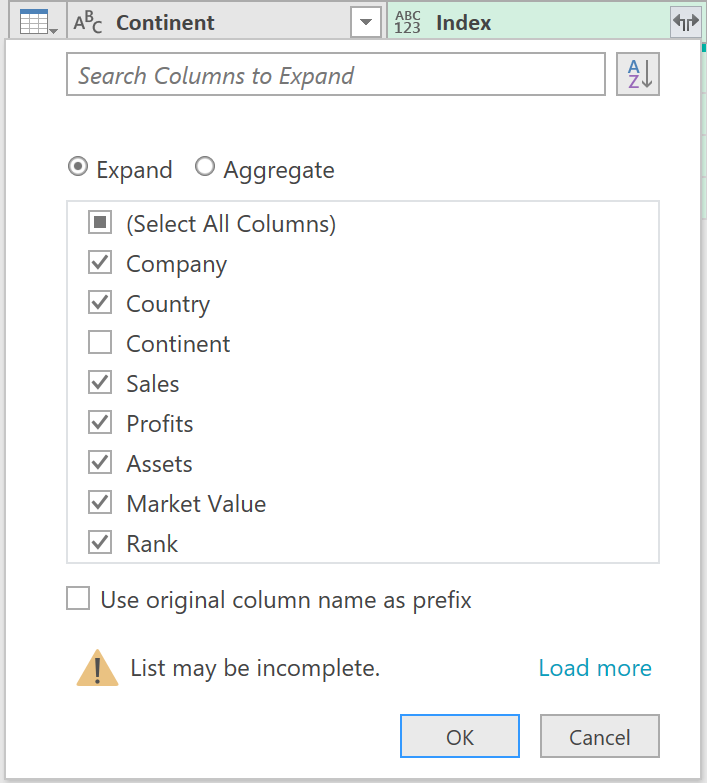 ABC Continent ABC 123 Index
Search Columns to Expand
A
Z
Expand Aggregate
(Select All Columns)
Company
Country
Continent
Sales
Profits
Assets
Market Value
Rank
Use original column name as prefix
List may be incomplete. Load more
OK Cancel